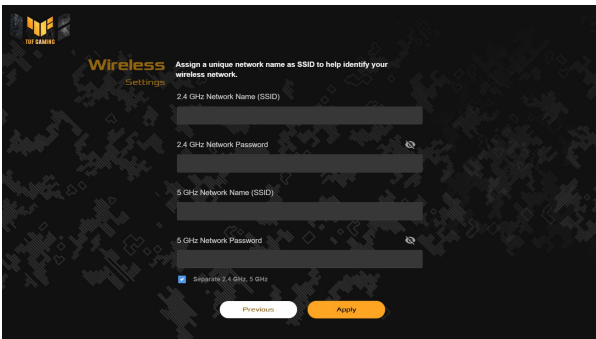 TUF GAMING
Wireless
Settings
Assign a unique network name as SSID to help identify your
wireless network.
2.4 GHz Network Name (SSID)
2.4 GHz Network Password
5 GHz Network Name (SSID)
5 GHz Network Password
Separate 2.4 GHz, 5 GHz
Previous
Apply